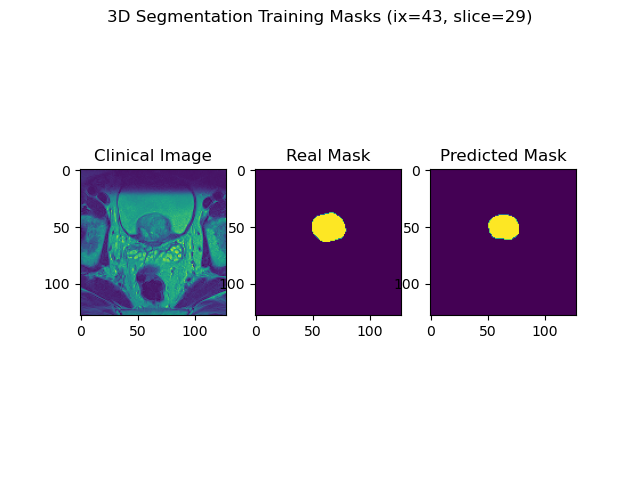 3D Segmentation Training Masks (ix=43, slice=29)
Clinical Image Real Mask Predicted Mask
0 0 0
50 50 50
100 100 100
0 50 100 0 50 100 0 50 100